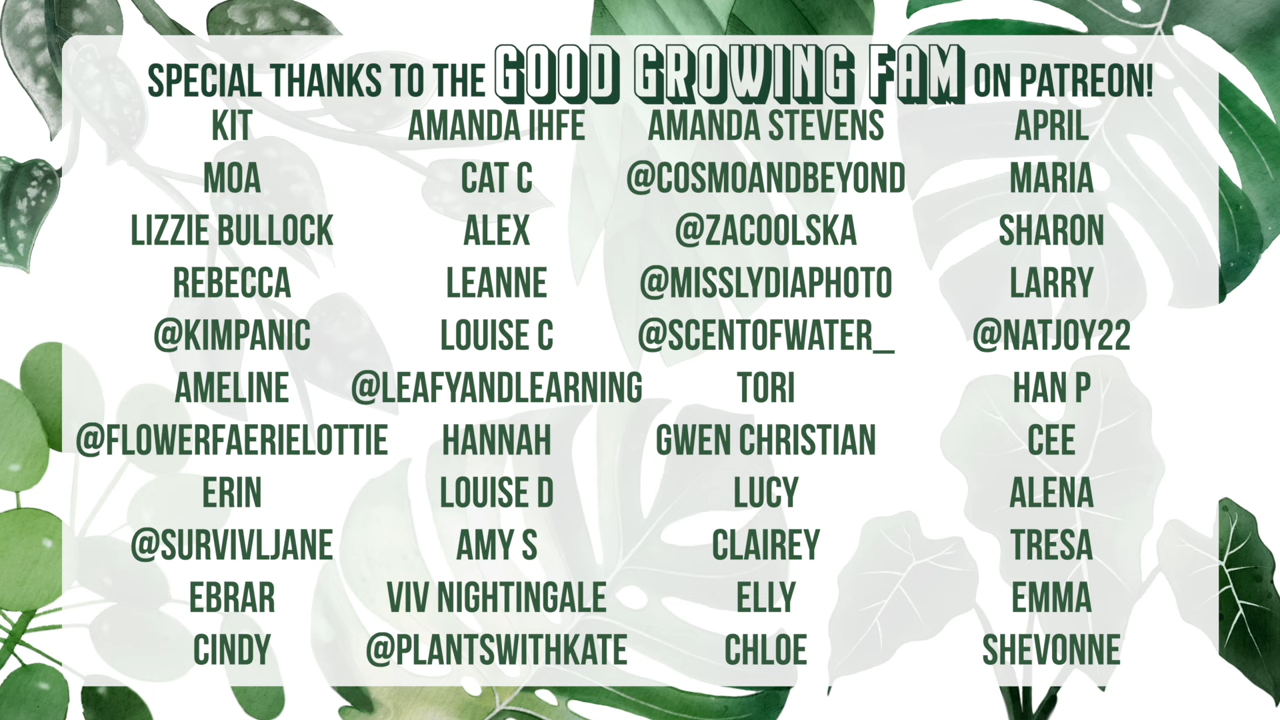 SPECIAL THANKS TO THE GOOD GROWING FAM ON PATREON!
KIT AMANDA IHFE AMANDA STEVENS APRIL
MOA CAT C @COSMOANDBEYOND MARIA
LIZZIE BULLOCK ALEX @ZACOOLSKA SHARON
REBECCA LEANNE @MISSLYDIAPHOTO LARRY
@KIMPANIC LOUISE C @SCENTOFWATER_ @NATJOY22
AMELINE @LEAFYANDLEARNING TORI HAN P
@FLOWERFAERIELOTTIE HANNAH GWEN CHRISTIAN CEE
ERIN LOUISE D LUCY ALENA
@SURVIVLJANE AMY S CLAIREY TRESA
EBRAR VIV NIGHTINGALE ELLY EMMA
CINDY @PLANTSWITHKATE CHLOE SHEVONNE